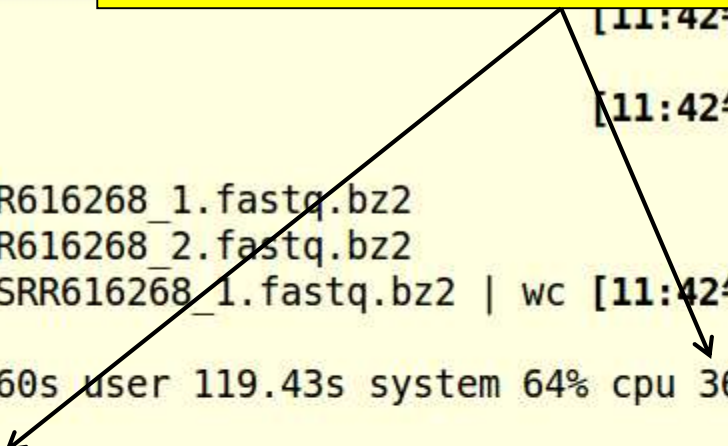 [11:42
[11:42
R616268_1.fastq.bz2
R616268_2.fastq.bz2
SRR616268_1.fastq.bz2 | wc [11:42
60s user 119.43s system 64% cpu 36